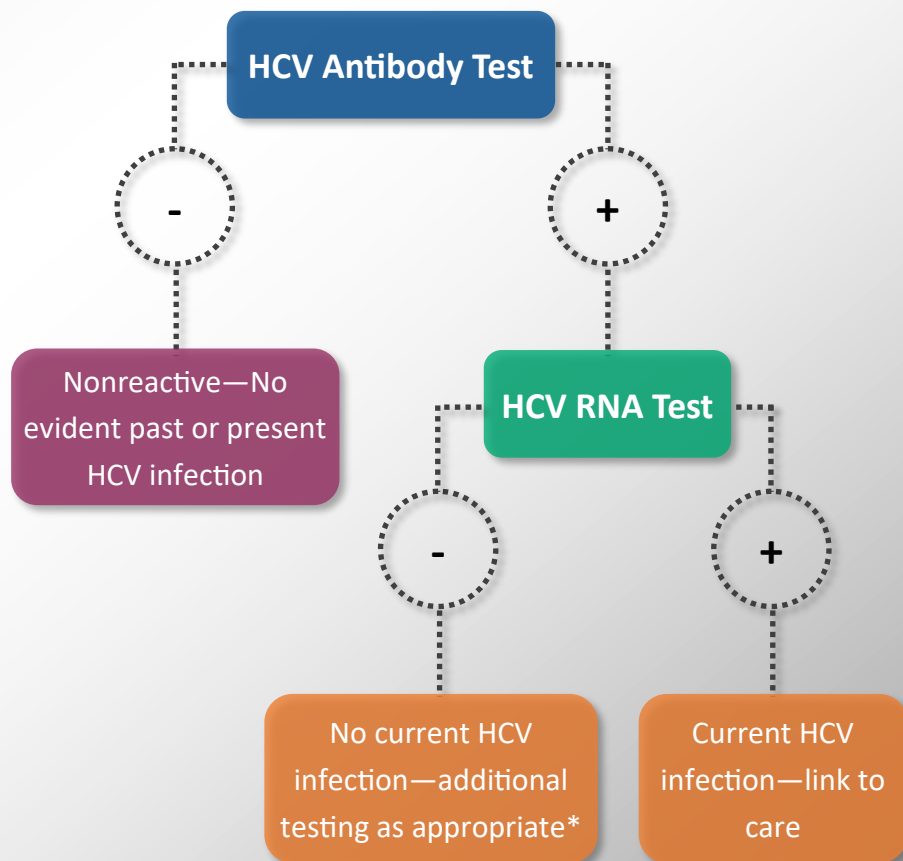 HCV Antibody Test
-
+
Nonreactive—No
evident past or present
HCV infection
HCV RNA Test
-
+
No current HCV
infection—additional
testing as appropriate*
Current HCV
infection—link to
care